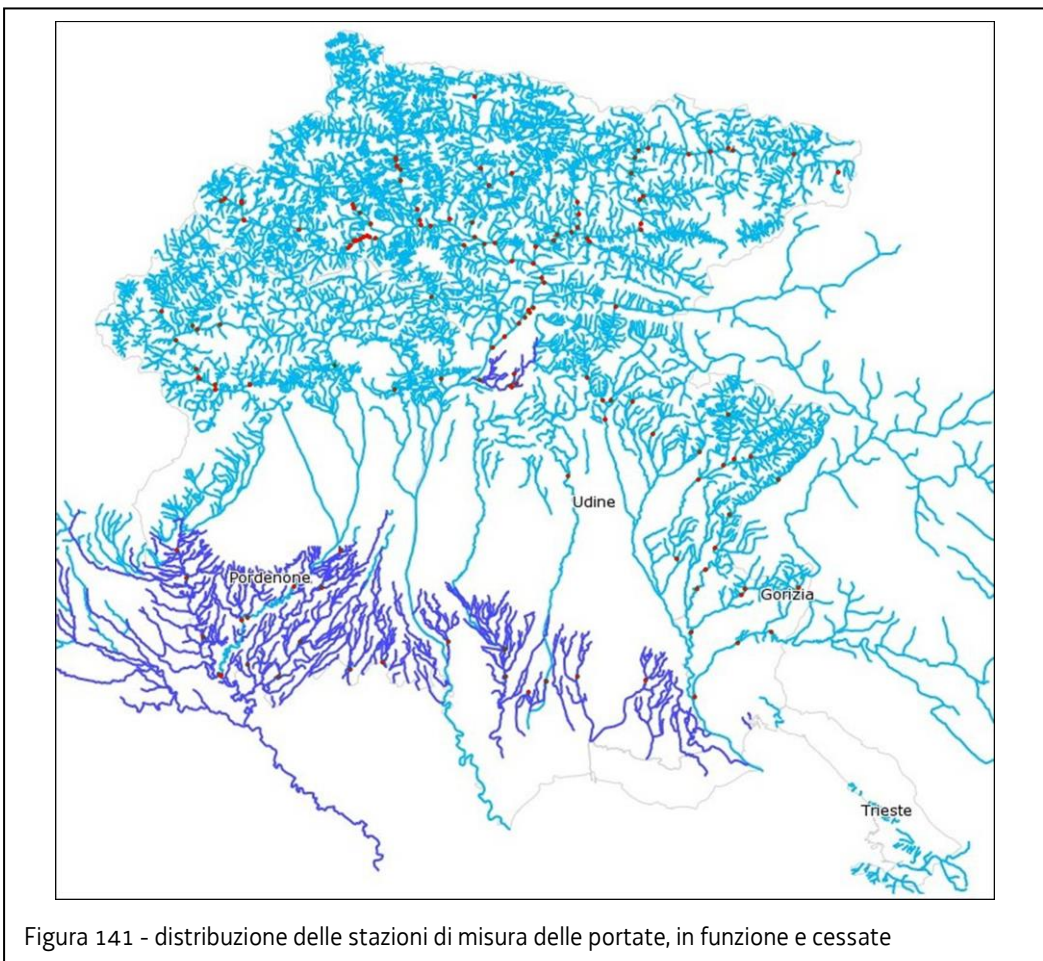 Udine
Pordenone
Gorizia
Trieste
Figura 141 - distribuzione delle stazioni di misura delle portate, in funzione e cessate